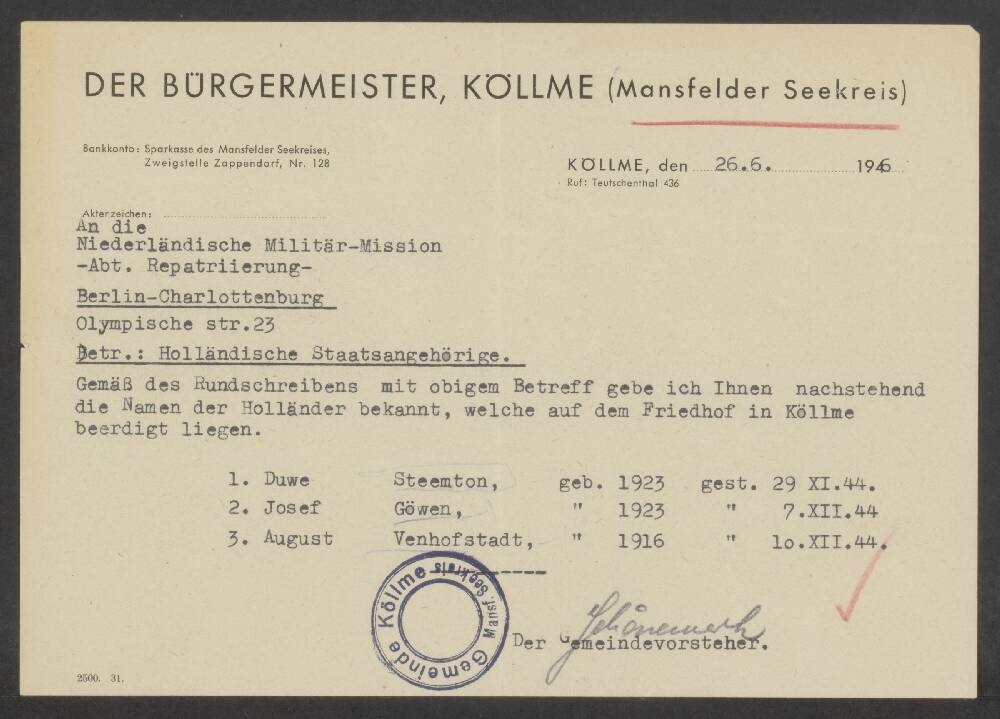 DER BÜRGERMEISTER, KÖLLME (Mansfelder Seekreis)
Bankkonto: Sparkasse des Mansfelder Seekreises,
Zweigstelle Zappendorf, Nr. 128
KÖLLME, den 26.6. 1946
Ruf: Teutschenthal 436
Aktenzeichen:
An die
Niederländische Militär-Mission
-Abt. Repatriierung-
Berlin-Charlottenburg
Olympische str.23
Betr.: Holländische Staatsangehörige.
Gemäß des Rundschreibens mit obigem Betreff gebe ich Ihnen nachstehend
die Namen der Holländer bekannt, welche auf dem Friedhof in Köllme
beerdigt liegen.
1. Duwe Steemton, geb. 1923 gest. 29 XI.44.
2. Josef Göwen, " 1923 " 7.XII.44
3. August Venhofstadt, " 1916 " 1o.XII.44.
Gemeinde Köllme
Mansf. Seekreis
Schönemark
Der Gemeindevorsteher.
2500. 31.